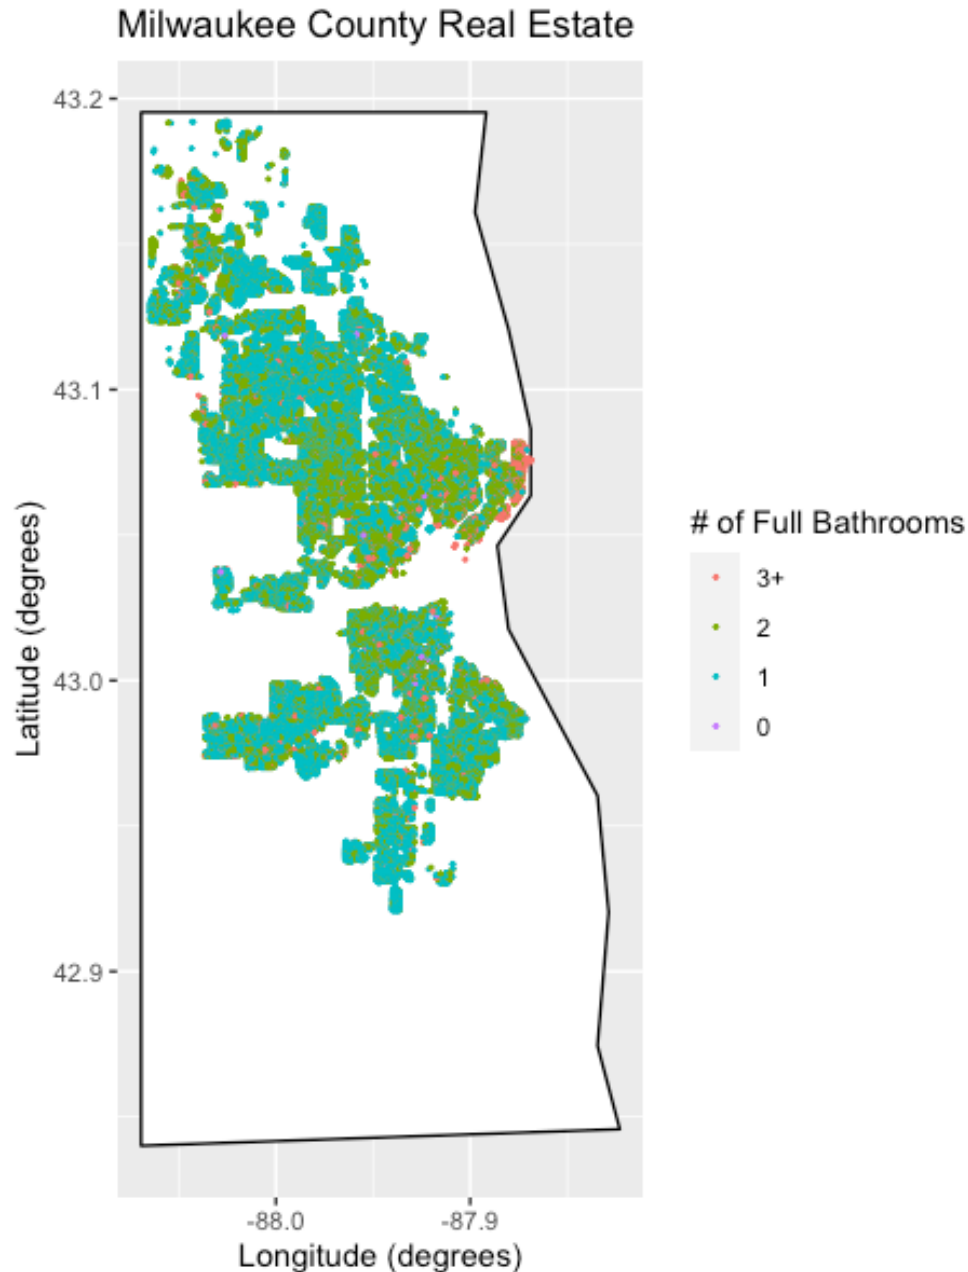 Milwaukee County Real Estate
43.2
43.1
43.0
42.9
Latitude (degrees)
-88.0 -87.9
Longitude (degrees)
# of Full Bathrooms
3+
2
1
0